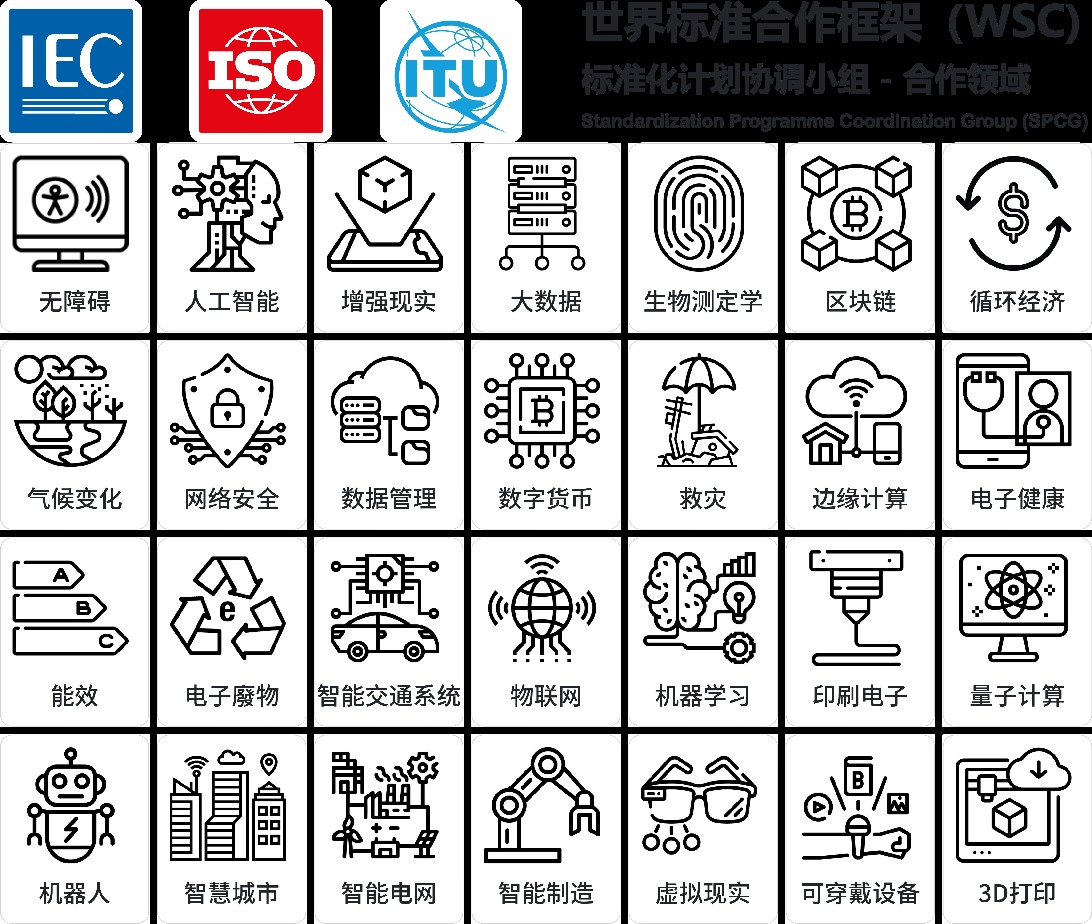 IEC
ISO
ITU
世界标准合作框架（WSC）
标准化计划协调小组 - 合作领域
Standardization Programme Coordination Group (SPCG)
无障碍
人工智能
增强现实
大数据
生物测定学
区块链
$
循环经济
气候变化
网络安全
数据管理
数字货币
救灾
边缘计算
电子健康
A
B
C
能效
e
电子廢物
智能交通系统
物联网
机器学习
印刷电子
量子计算
机器人
智慧城市
智能电网
智能制造
虚拟现实
B
可穿戴设备
3D打印